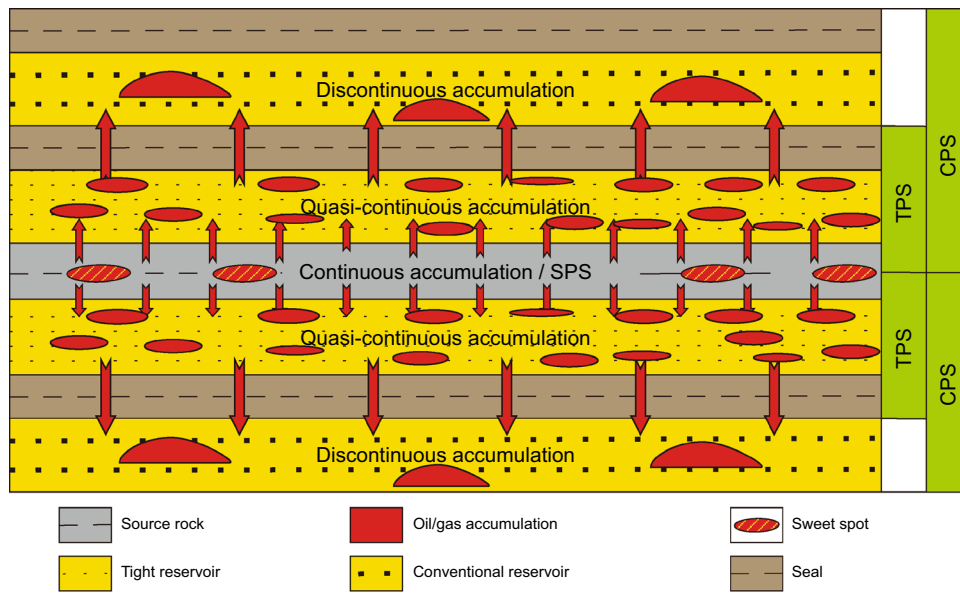 Discontinuous accumulation
Quasi-continuous accumulation
Continuous accumulation / SPS
Quasi-continuous accumulation
Discontinuous accumulation
TPS
TPS
CPS
CPS
Source rock
Oil/gas accumulation
Sweet spot
Tight reservoir
Conventional reservoir
Seal